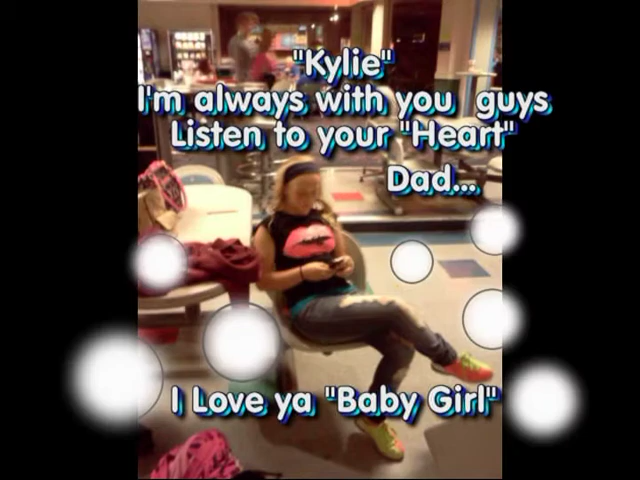 "Kylie"
I'm always with you guys
Listen to your "Heart"
Dad...
I Love ya "Baby Girl"